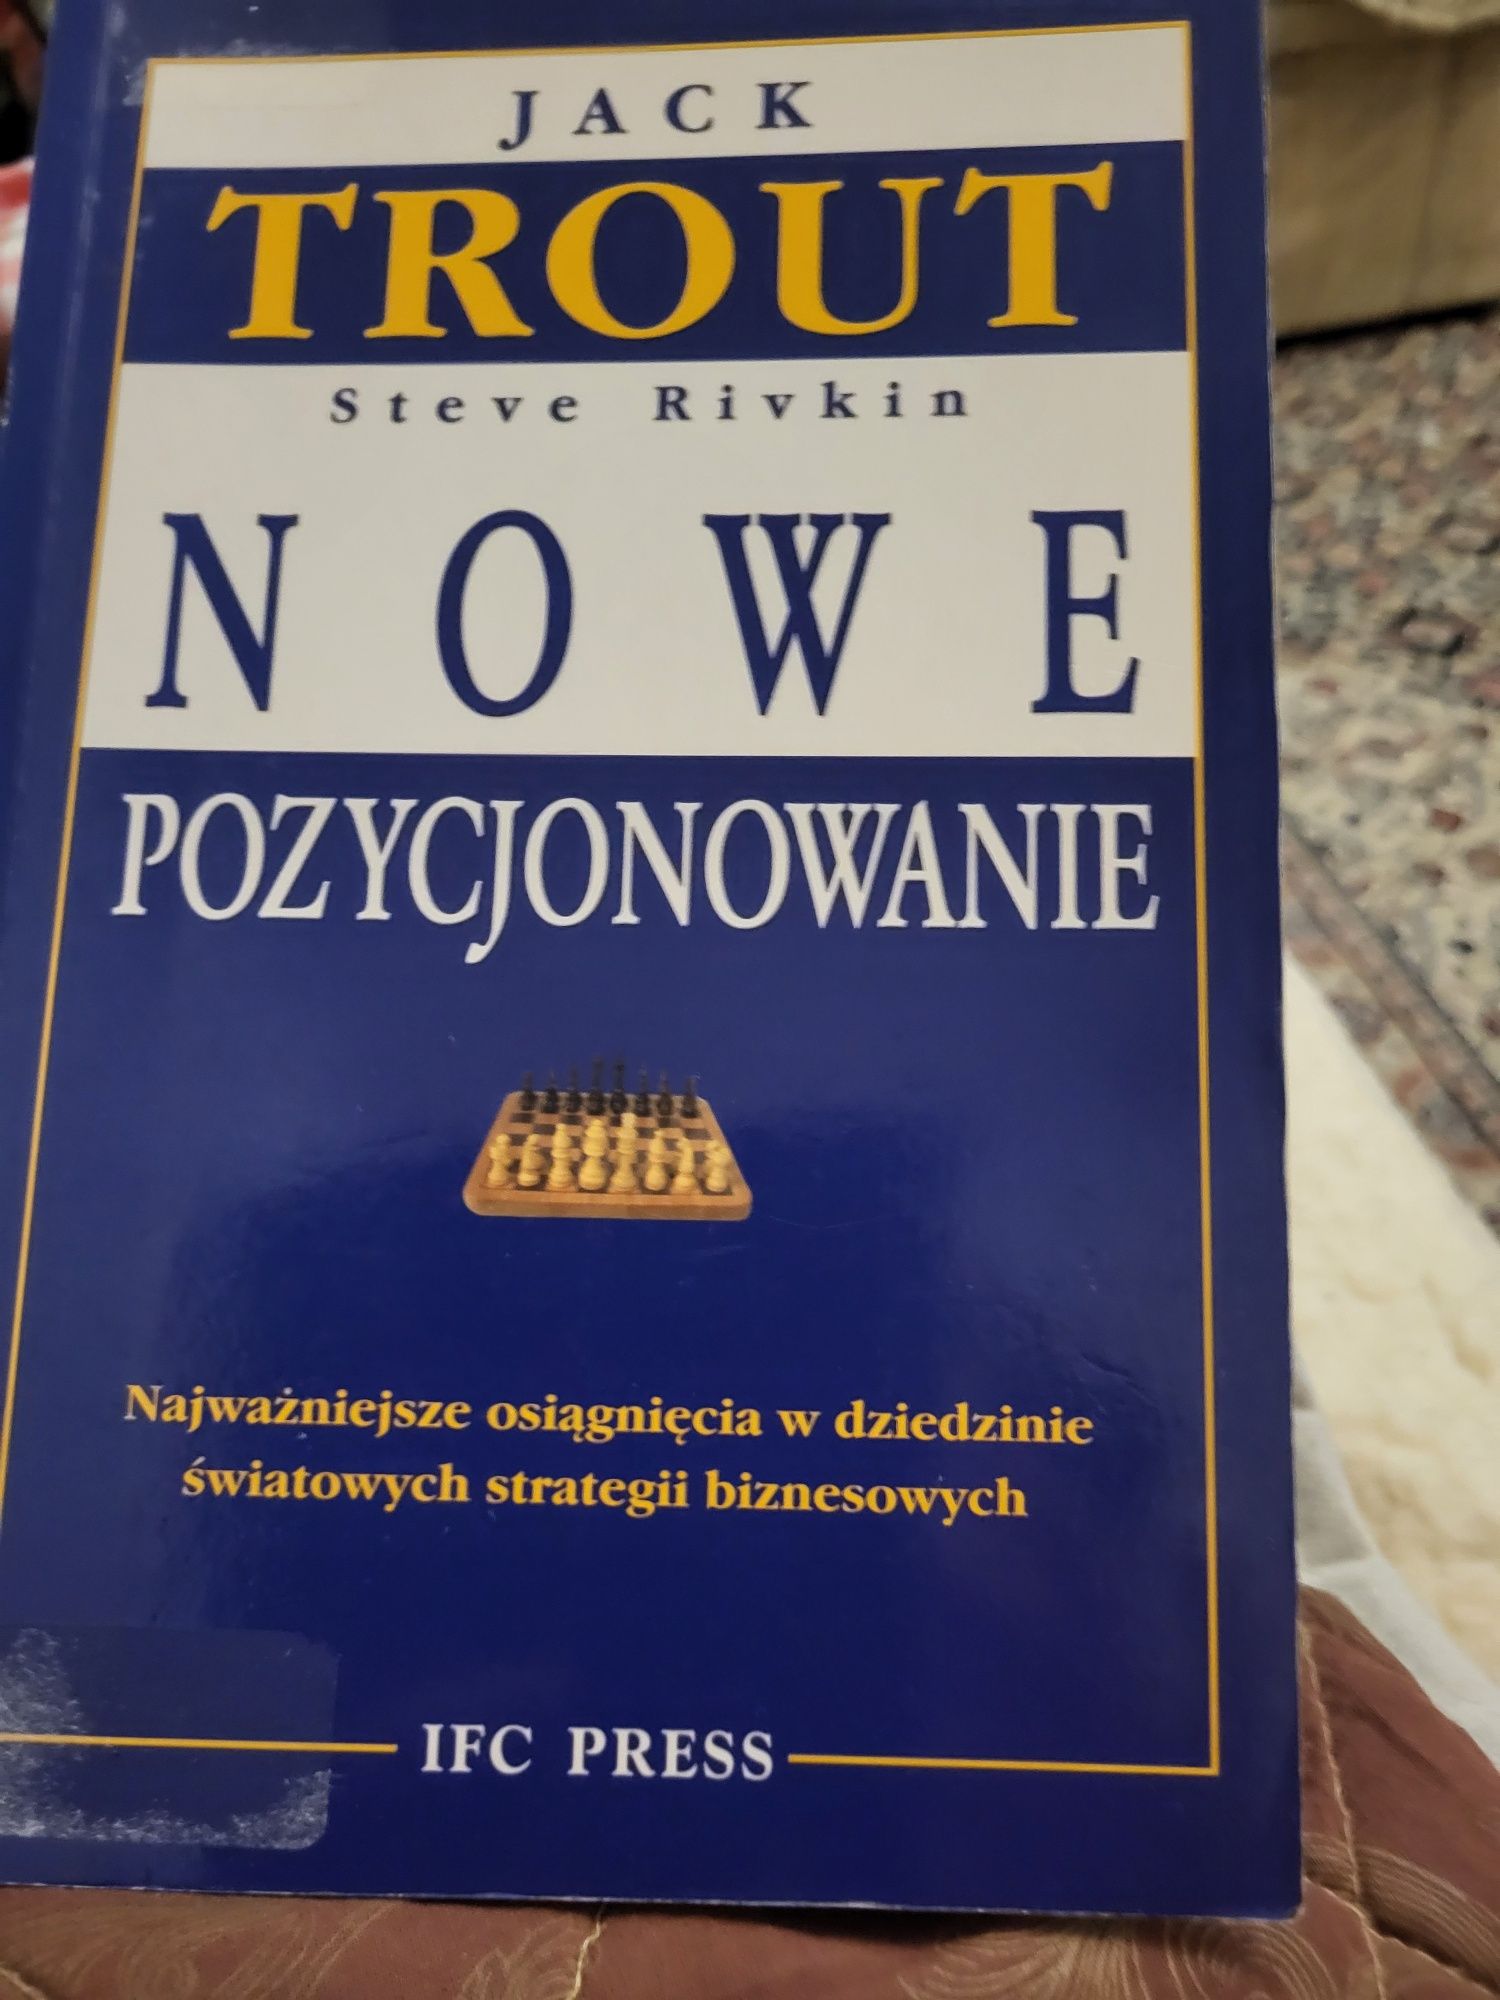 JACK
TROUT
Steve Rivkin
NOWE
POZYCJONOWANIE
Najważniejsze osiągnięcia w dziedzinie
światowych strategii biznesowych
IFC PRESS